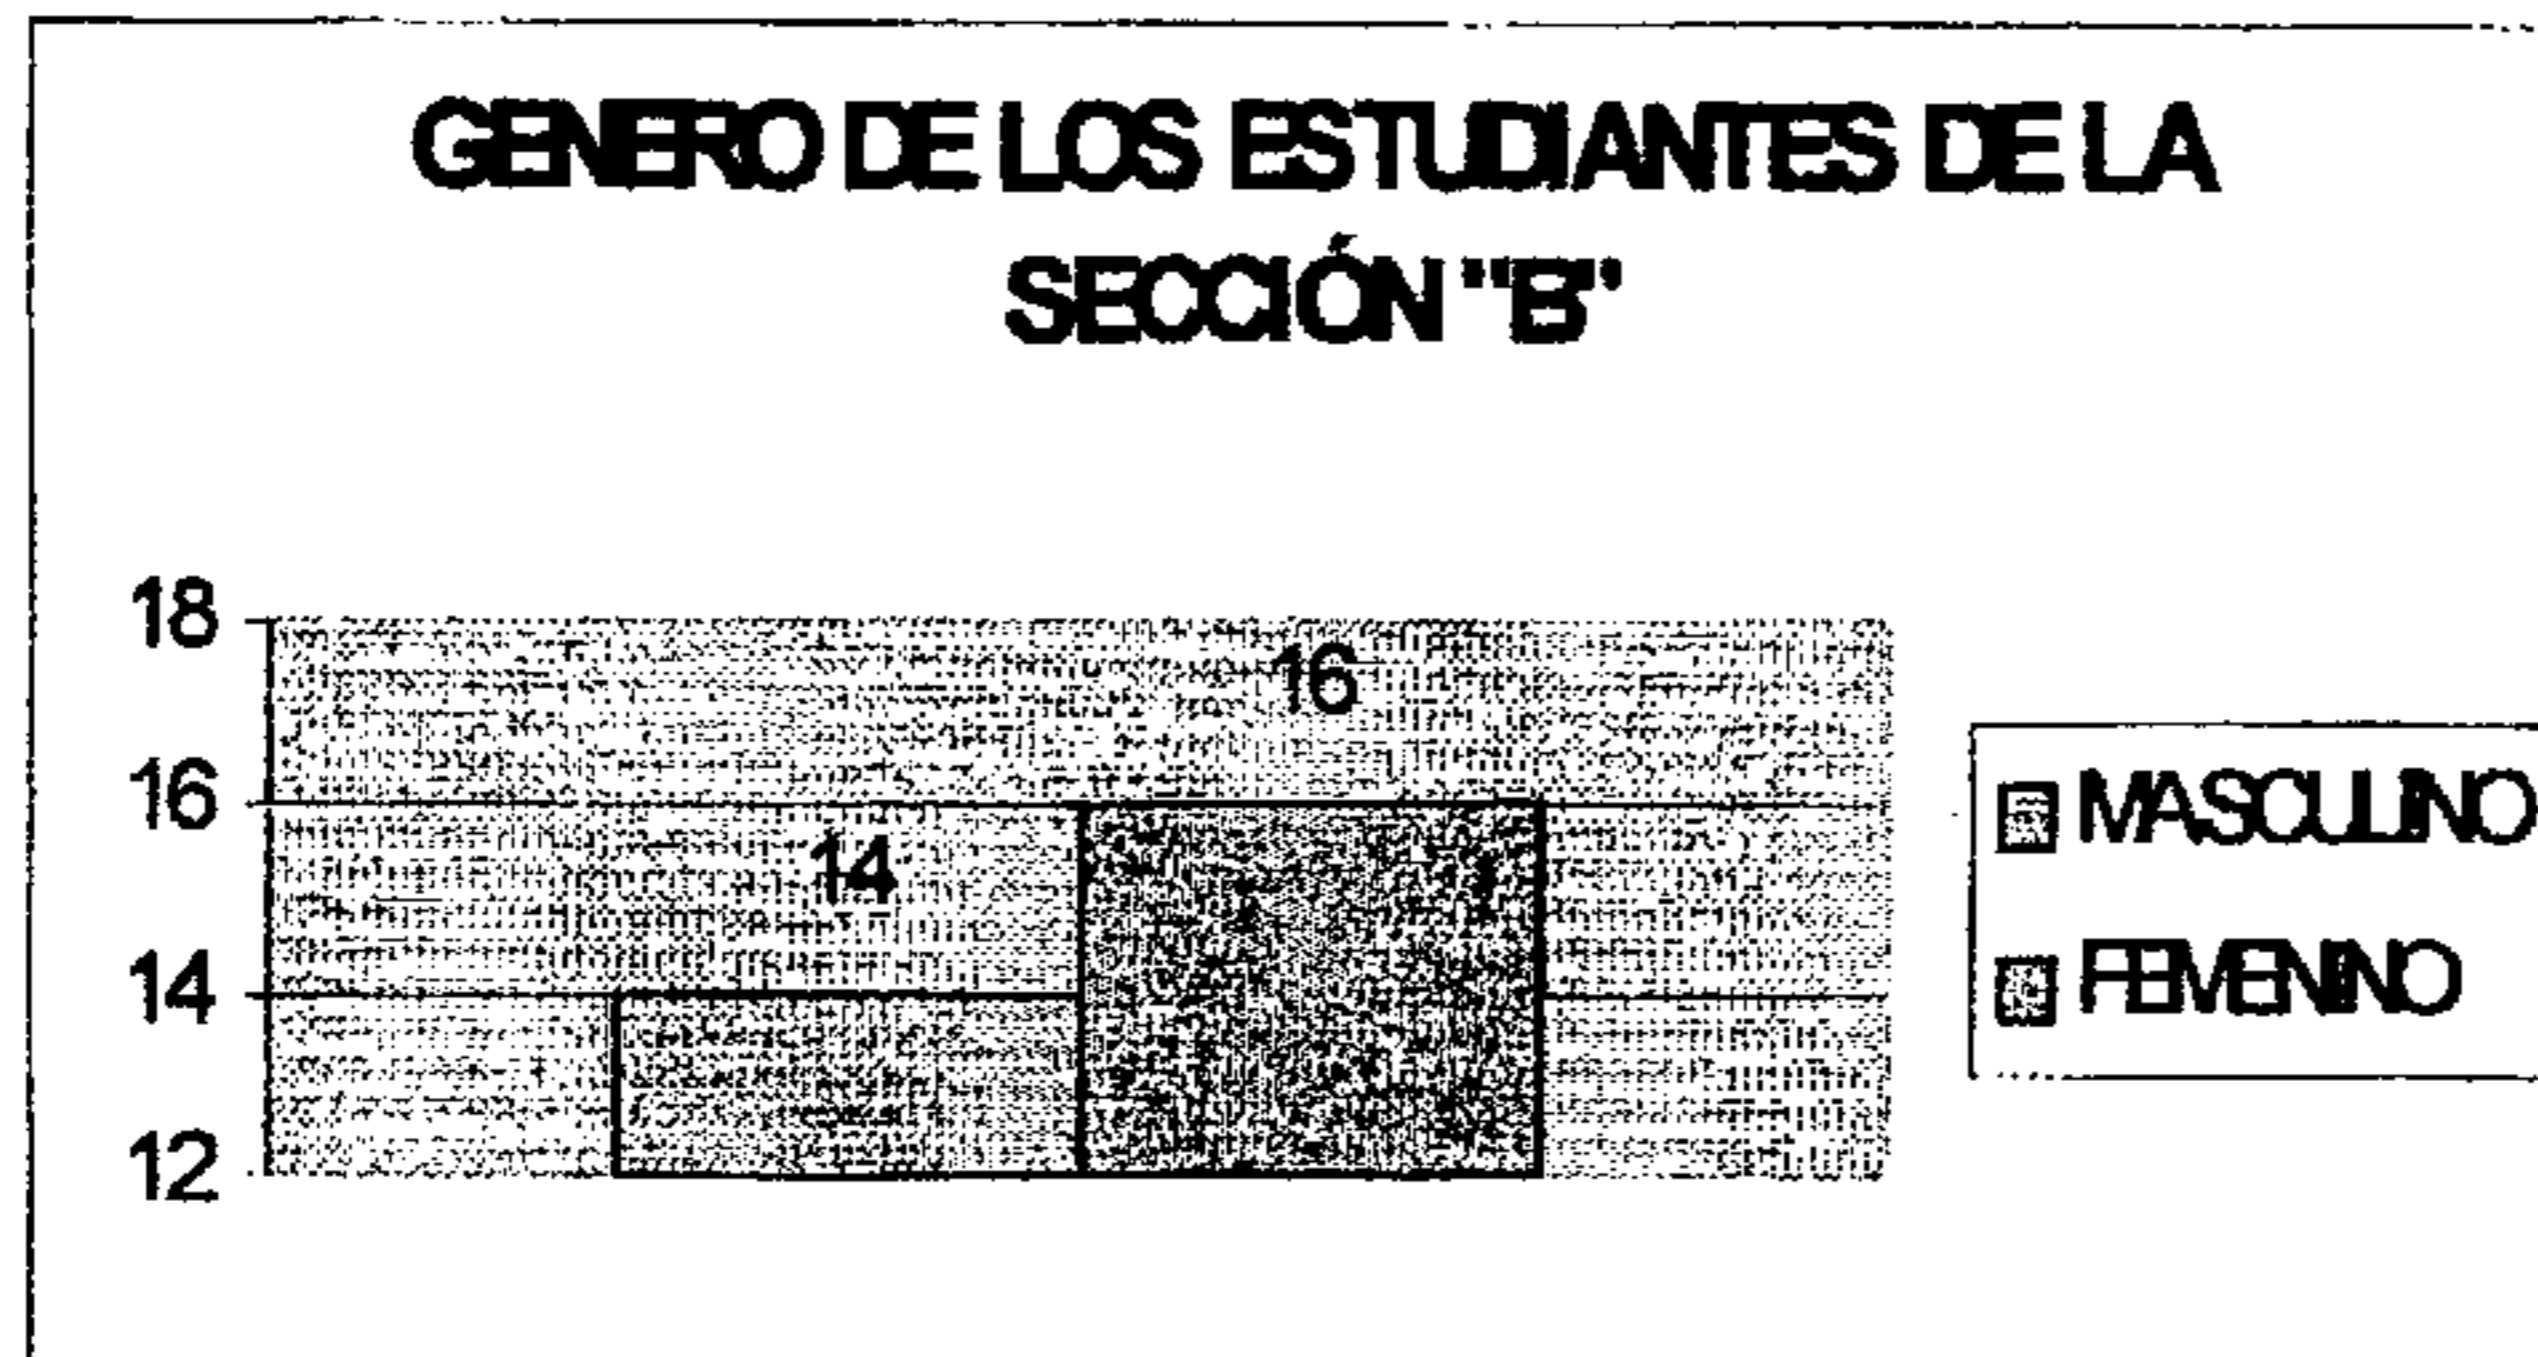 GENERO DE LOS ESTUDIANTES DE LA
SECCIÓN "B"
18
16
14
12
14
16
MASCULINO
FEMENINO